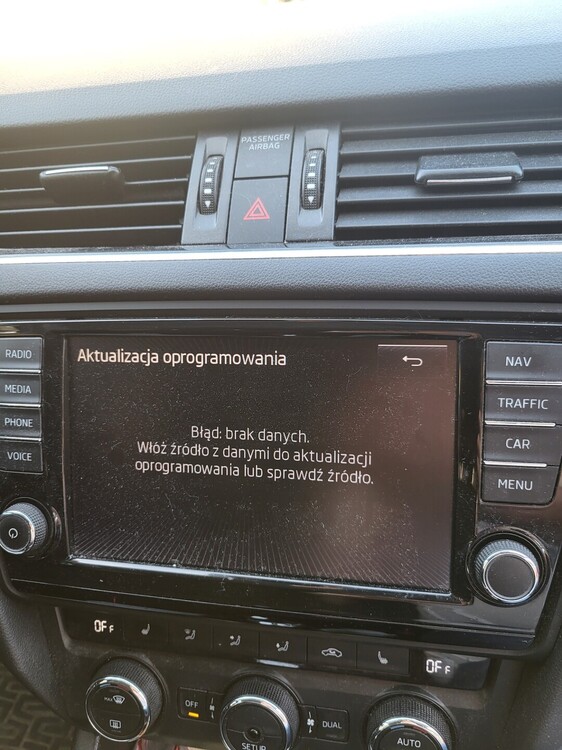 PASSENGER
AIRBAG
Aktualizacja oprogramowania
Błąd: brak danych.
Włóż źródło z danymi do aktualizacji
oprogramowania lub sprawdź źródło.
RADIO
MEDIA
PHONE
VOICE
NAV
TRAFFIC
CAR
MENU
OFF
OFF
MAX
OFF
DUAL
SETUP
AUTO